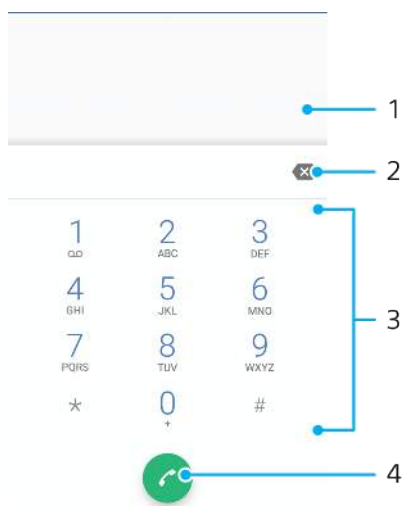 1
2
1 2 3
ABC DEF
4 5 6
GHI JKL MNO
7 8 9
PQRS TUV WXYZ
* 0 #
+
3
4